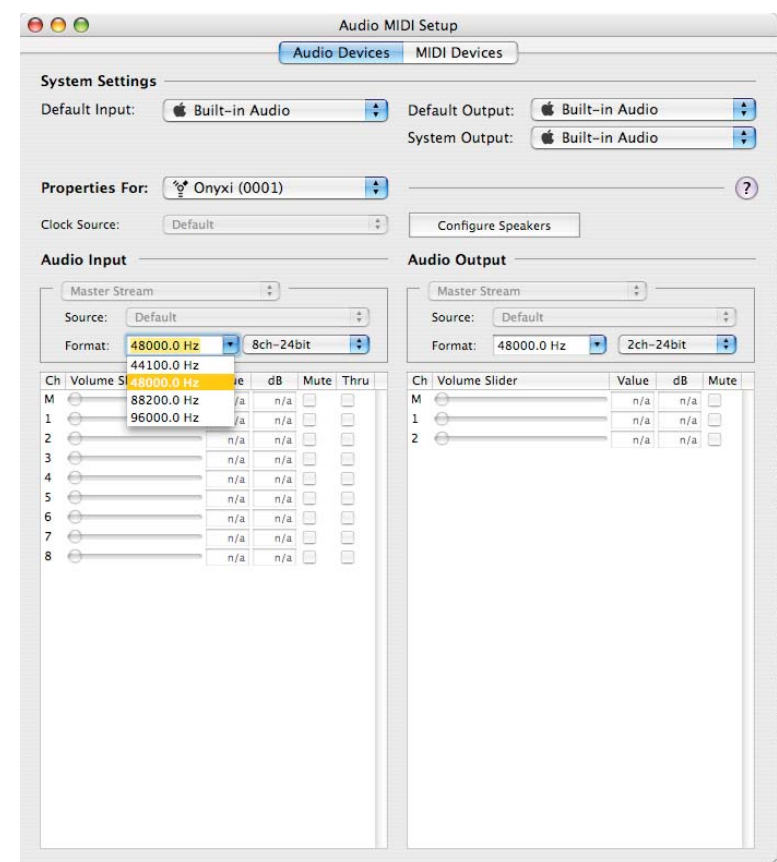 Audio MIDI Setup
Audio Devices MIDI Devices
System Settings
Default Input: Built-in Audio
Default Output: Built-in Audio
System Output: Built-in Audio
Properties For: Onyxi (0001)
?
Clock Source: Default
Configure Speakers
Audio Input
Master Stream
Source: Default
Format: 48000.0 Hz 8ch-24bit
44100.0 Hz
48000.0 Hz
88200.0 Hz
96000.0 Hz
Ch Volume dB Mute Thru
M n/a
1 n/a
2 n/a n/a
3 n/a n/a
4 n/a n/a
5 n/a n/a
6 n/a n/a
7 n/a n/a
8 n/a n/a
Audio Output
Master Stream
Source: Default
Format: 48000.0 Hz 2ch-24bit
Ch Volume Slider Value dB Mute
M n/a n/a
1 n/a n/a
2 n/a n/a